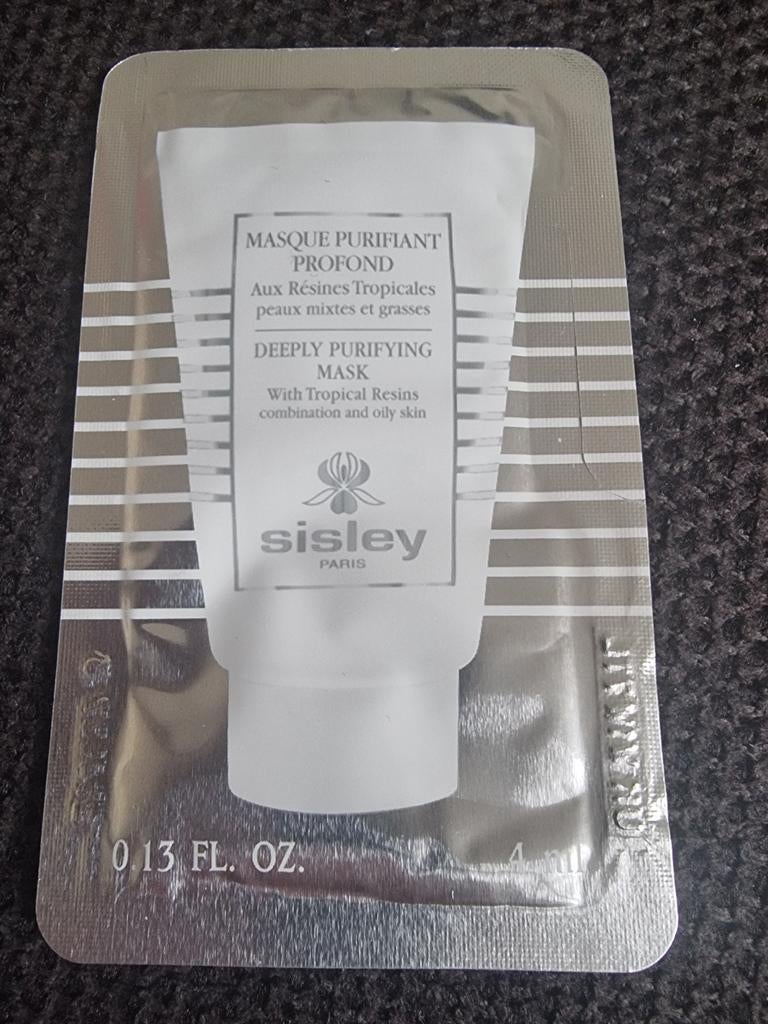 MASQUE PURIFIANT
PROFOND
Aux Résines Tropicales
peaux mixtes et grasses
DEEPLY PURIFYING
MASK
With Tropical Resins
combination and oily skin
sisley
PARIS
0.13 FL. OZ.
4 ml